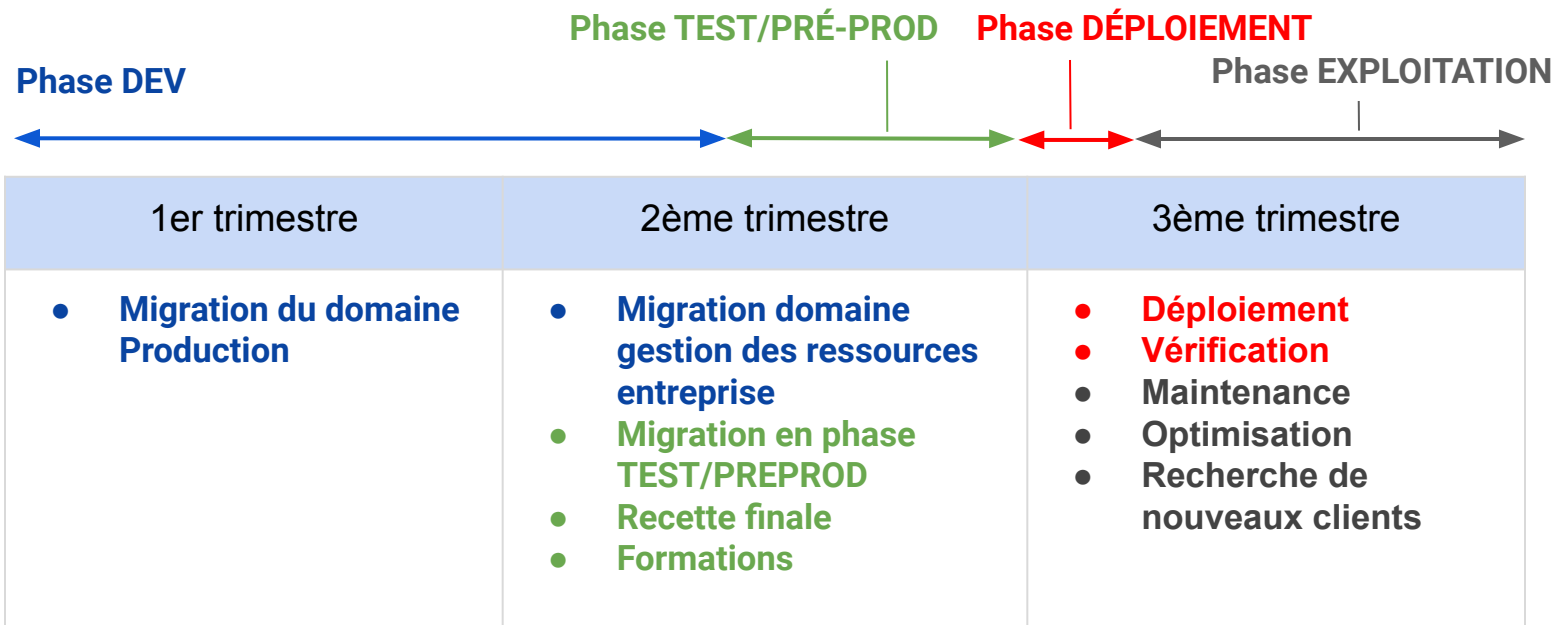 Phase TEST/PRÉ-PROD
Phase DÉPLOIEMENT
Phase DEV
Phase EXPLOITATION
1er trimestre
2ème trimestre
3ème trimestre
● Migration du domaine
Production
● Migration domaine
gestion des ressources
entreprise
● Migration en phase
TEST/PREPROD
● Recette finale
● Formations
● Déploiement
● Vérification
● Maintenance
● Optimisation
● Recherche de
nouveaux clients